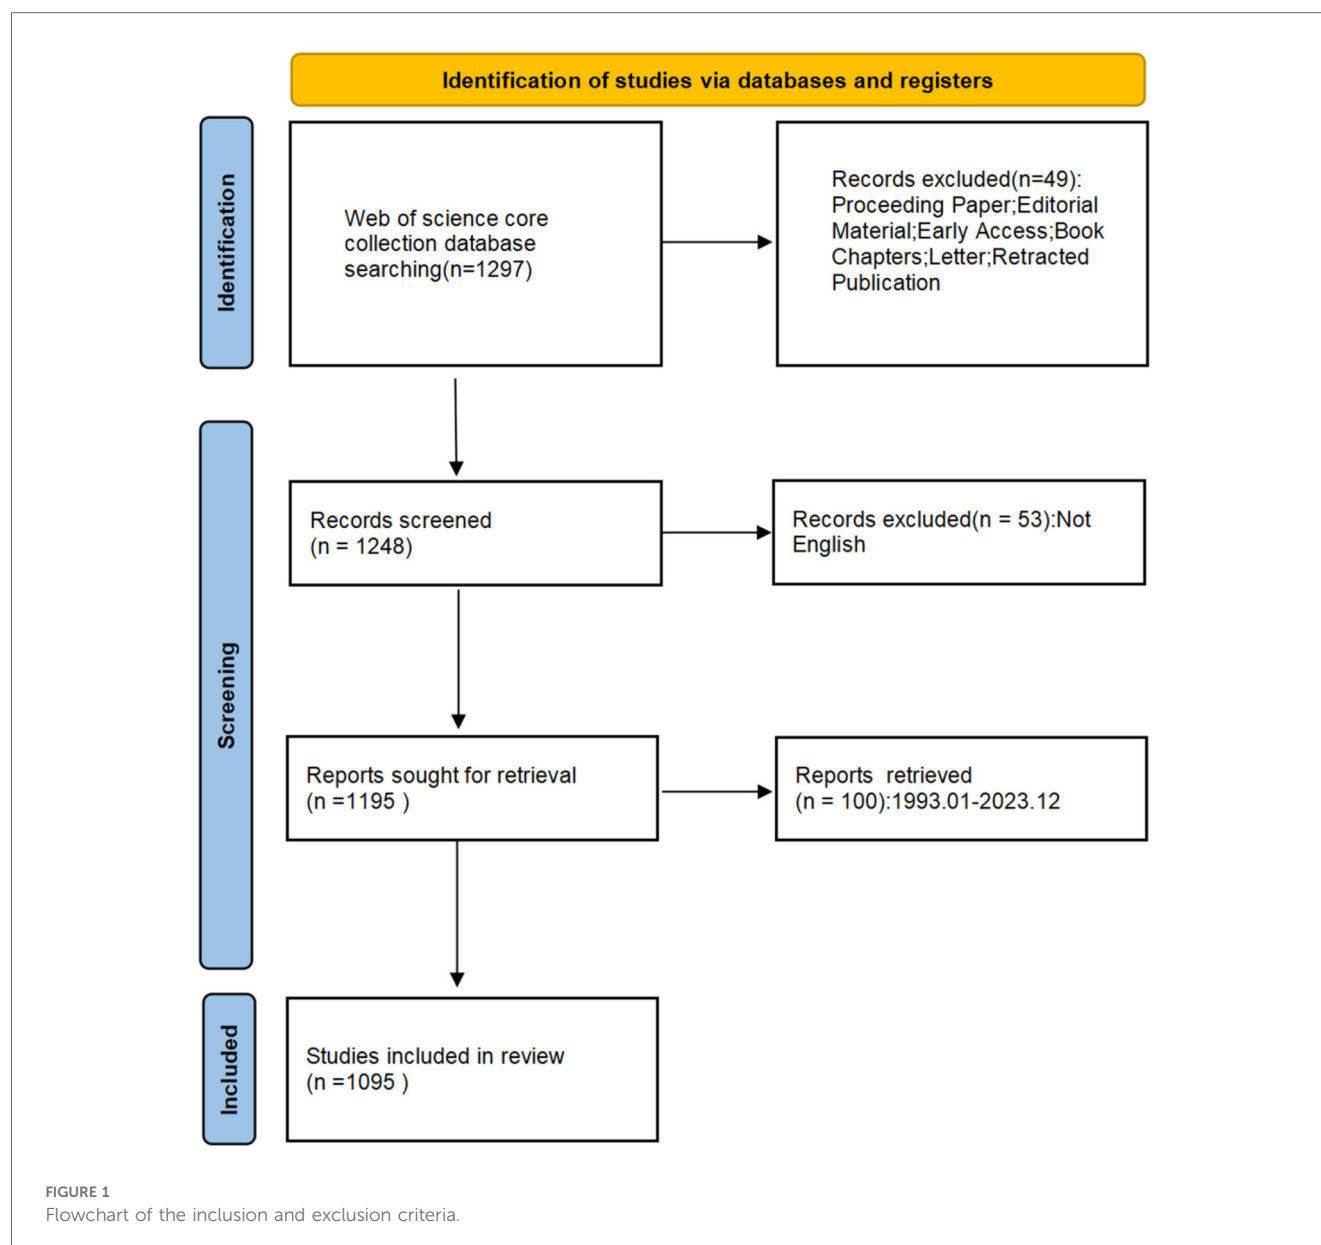 Identification of studies via databases and registers
Identification
Web of science core
collection database
searching(n=1297)
Records excluded(n=49):
Proceeding Paper;Editorial
Material;Early Access;Book
Chapters;Letter;Retracted
Publication
Screening
Records screened
(n = 1248)
Records excluded(n = 53):Not
English
Reports sought for retrieval
(n =1195 )
Reports  retrieved
(n = 100):1993.01-2023.12
Included
Studies included in review
(n =1095 )
FIGURE 1
Flowchart of the inclusion and exclusion criteria.